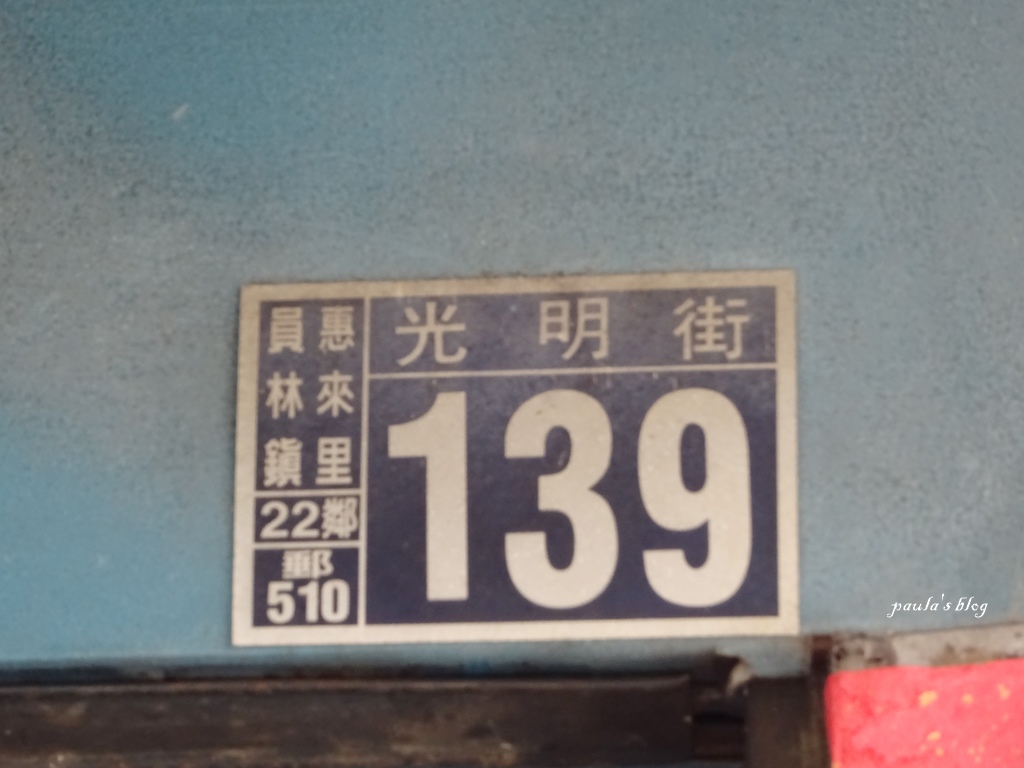 員林鎮
惠來里
22鄰
郵
510
光明街
139
paula's blog